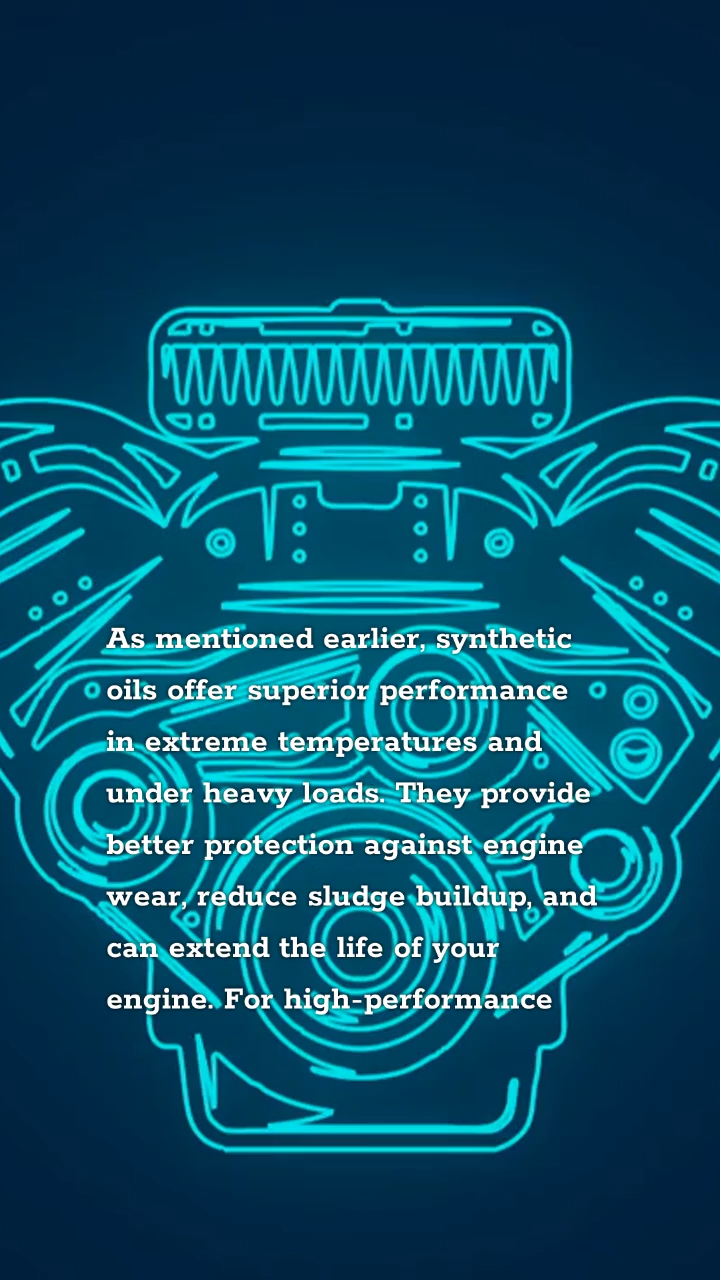 As mentioned earlier, synthetic
oils offer superior performance
in extreme temperatures and
under heavy loads. They provide
better protection against engine
wear, reduce sludge buildup, and
can extend the life of your
engine. For high-performance